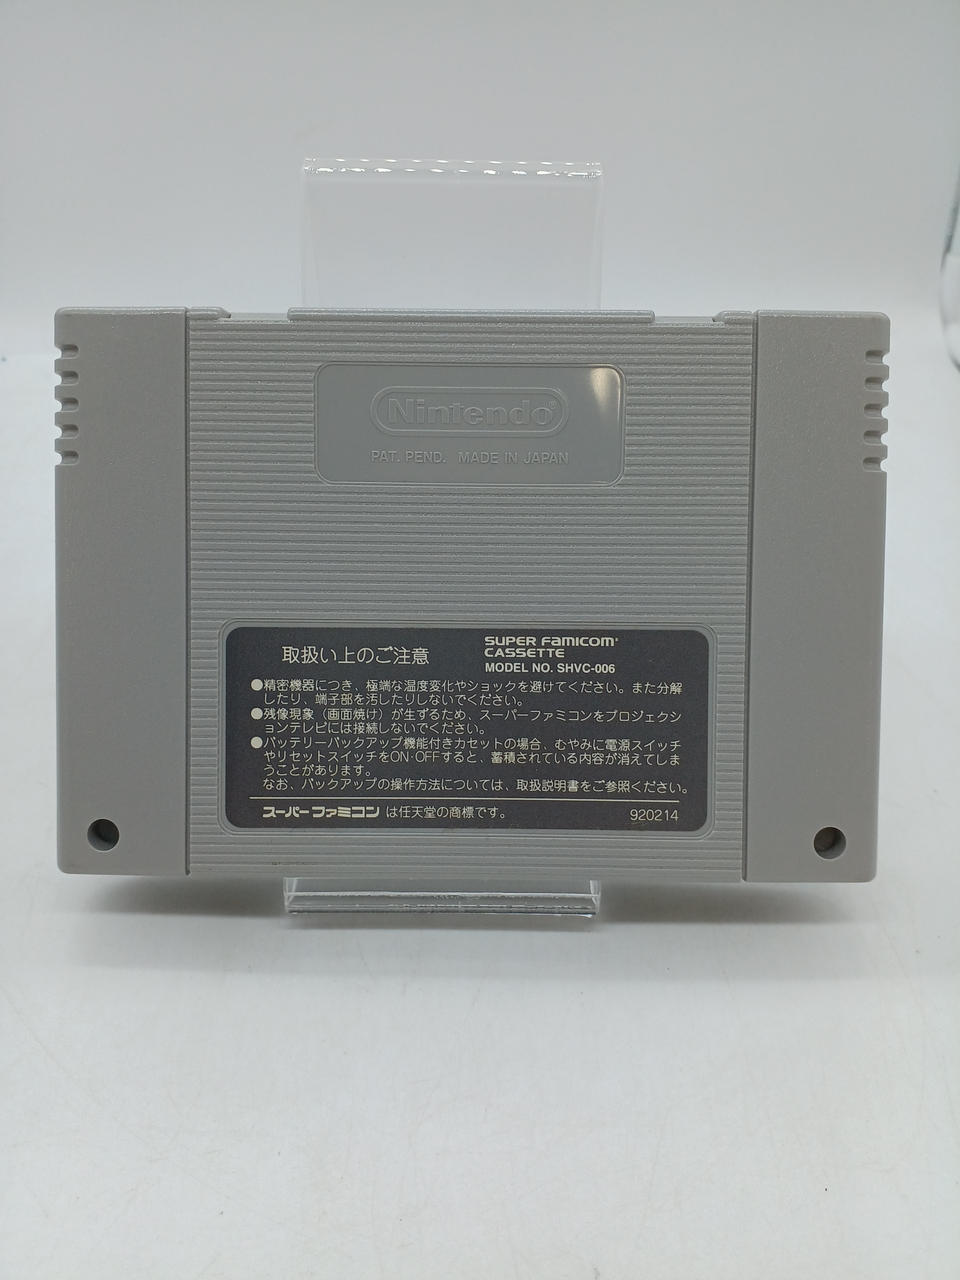 Nintendo®
PAT. PEND. MADE IN JAPAN
取扱い上のご注意
SUPER FAMICOM
CASSETTE
MODEL NO. SHVC-006
●精密機器につき、極端な温度変化やショックを避けてください。また分解
したり、端子部を汚したりしないでください。
●残像現象（画面焼け）が生ずるため、スーパーファミコンをプロジェクシ
ョンテレビには接続しないでください。
●バッテリーバックアップ機能付きカセットの場合、むやみに電源スイッチ
やリセットスイッチをON・OFFすると、蓄積されている内容が消えてしま
うことがあります。
なお、バックアップの操作方法については、取扱説明書をご参照ください。
スーパーファミコン は任天堂の商標です。
920214